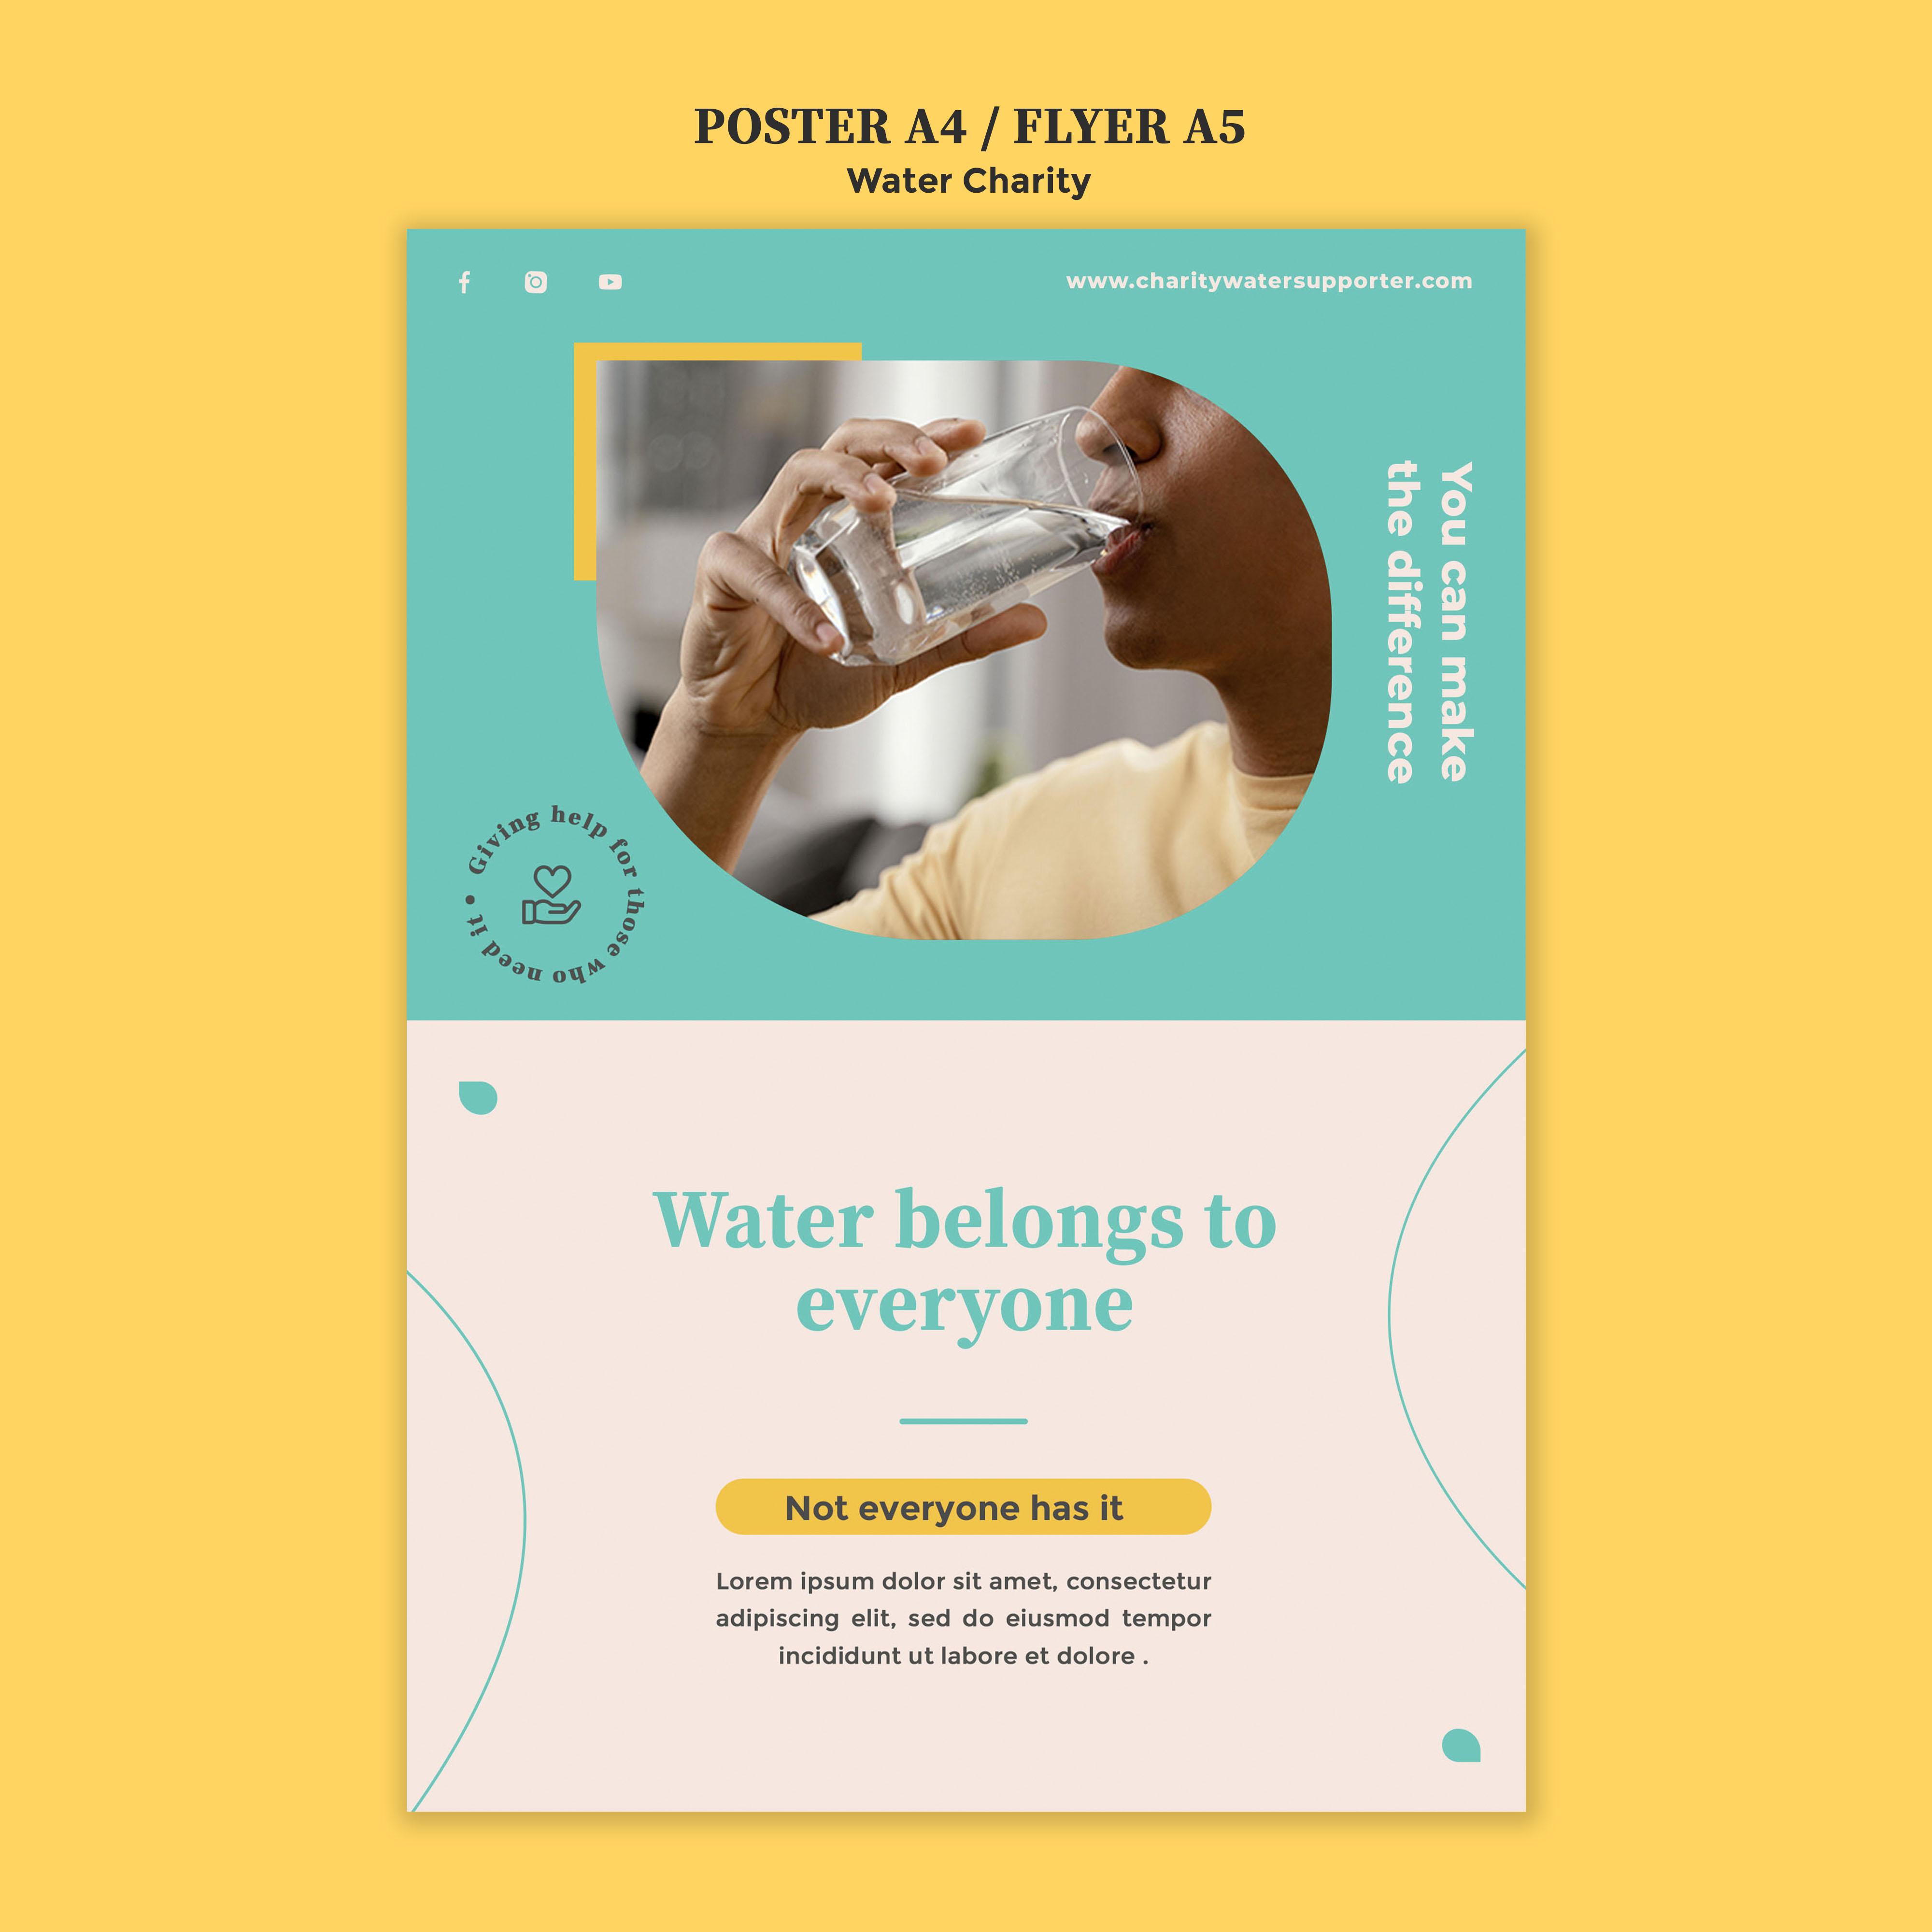 POSTER A4 / FLYER A5
Water Charity
www.charitywatersupporter.com
You can make
the difference
Giving help for those who need it •
Water belongs to
everyone
Not everyone has it
Lorem ipsum dolor sit amet, consectetur
adipiscing elit, sed do eiusmod tempor
incididunt ut labore et dolore .